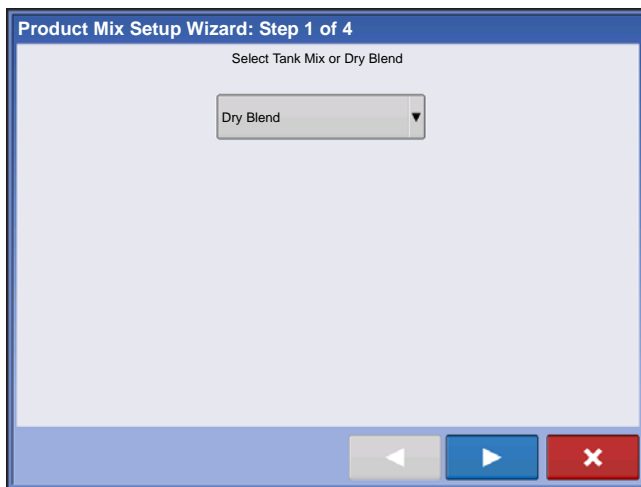 Product Mix Setup Wizard: Step 1 of 4
Select Tank Mix or Dry Blend
Dry Blend